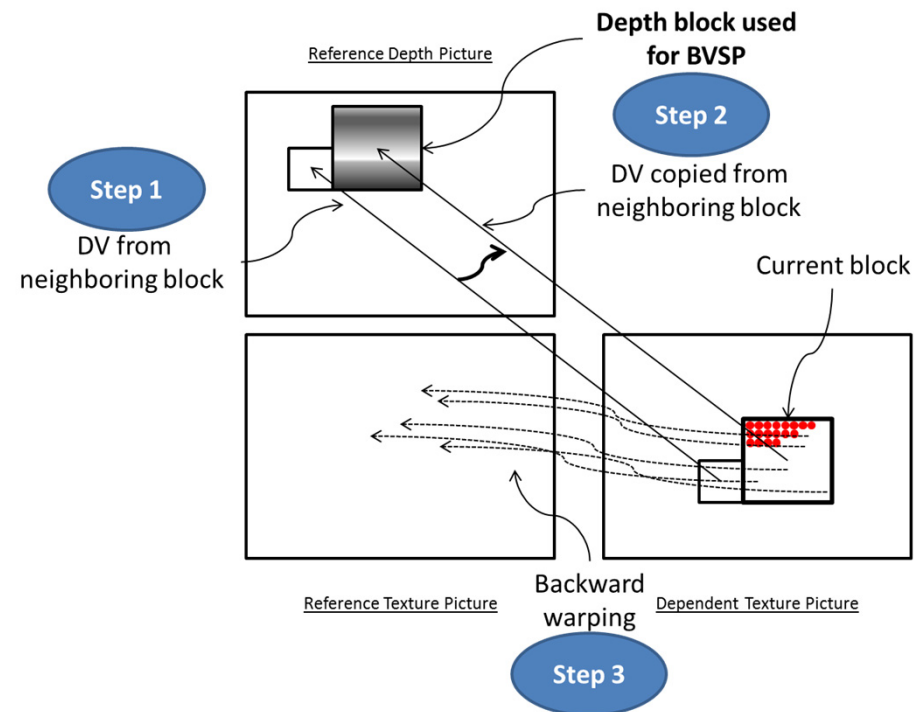 Depth block used
for BVSP
Reference Depth Picture
Step 2
Step 1
DV copied from
neighboring block
DV from
neighboring block
Current block
Backward
warping
Reference Texture Picture
Dependent Texture Picture
Step 3